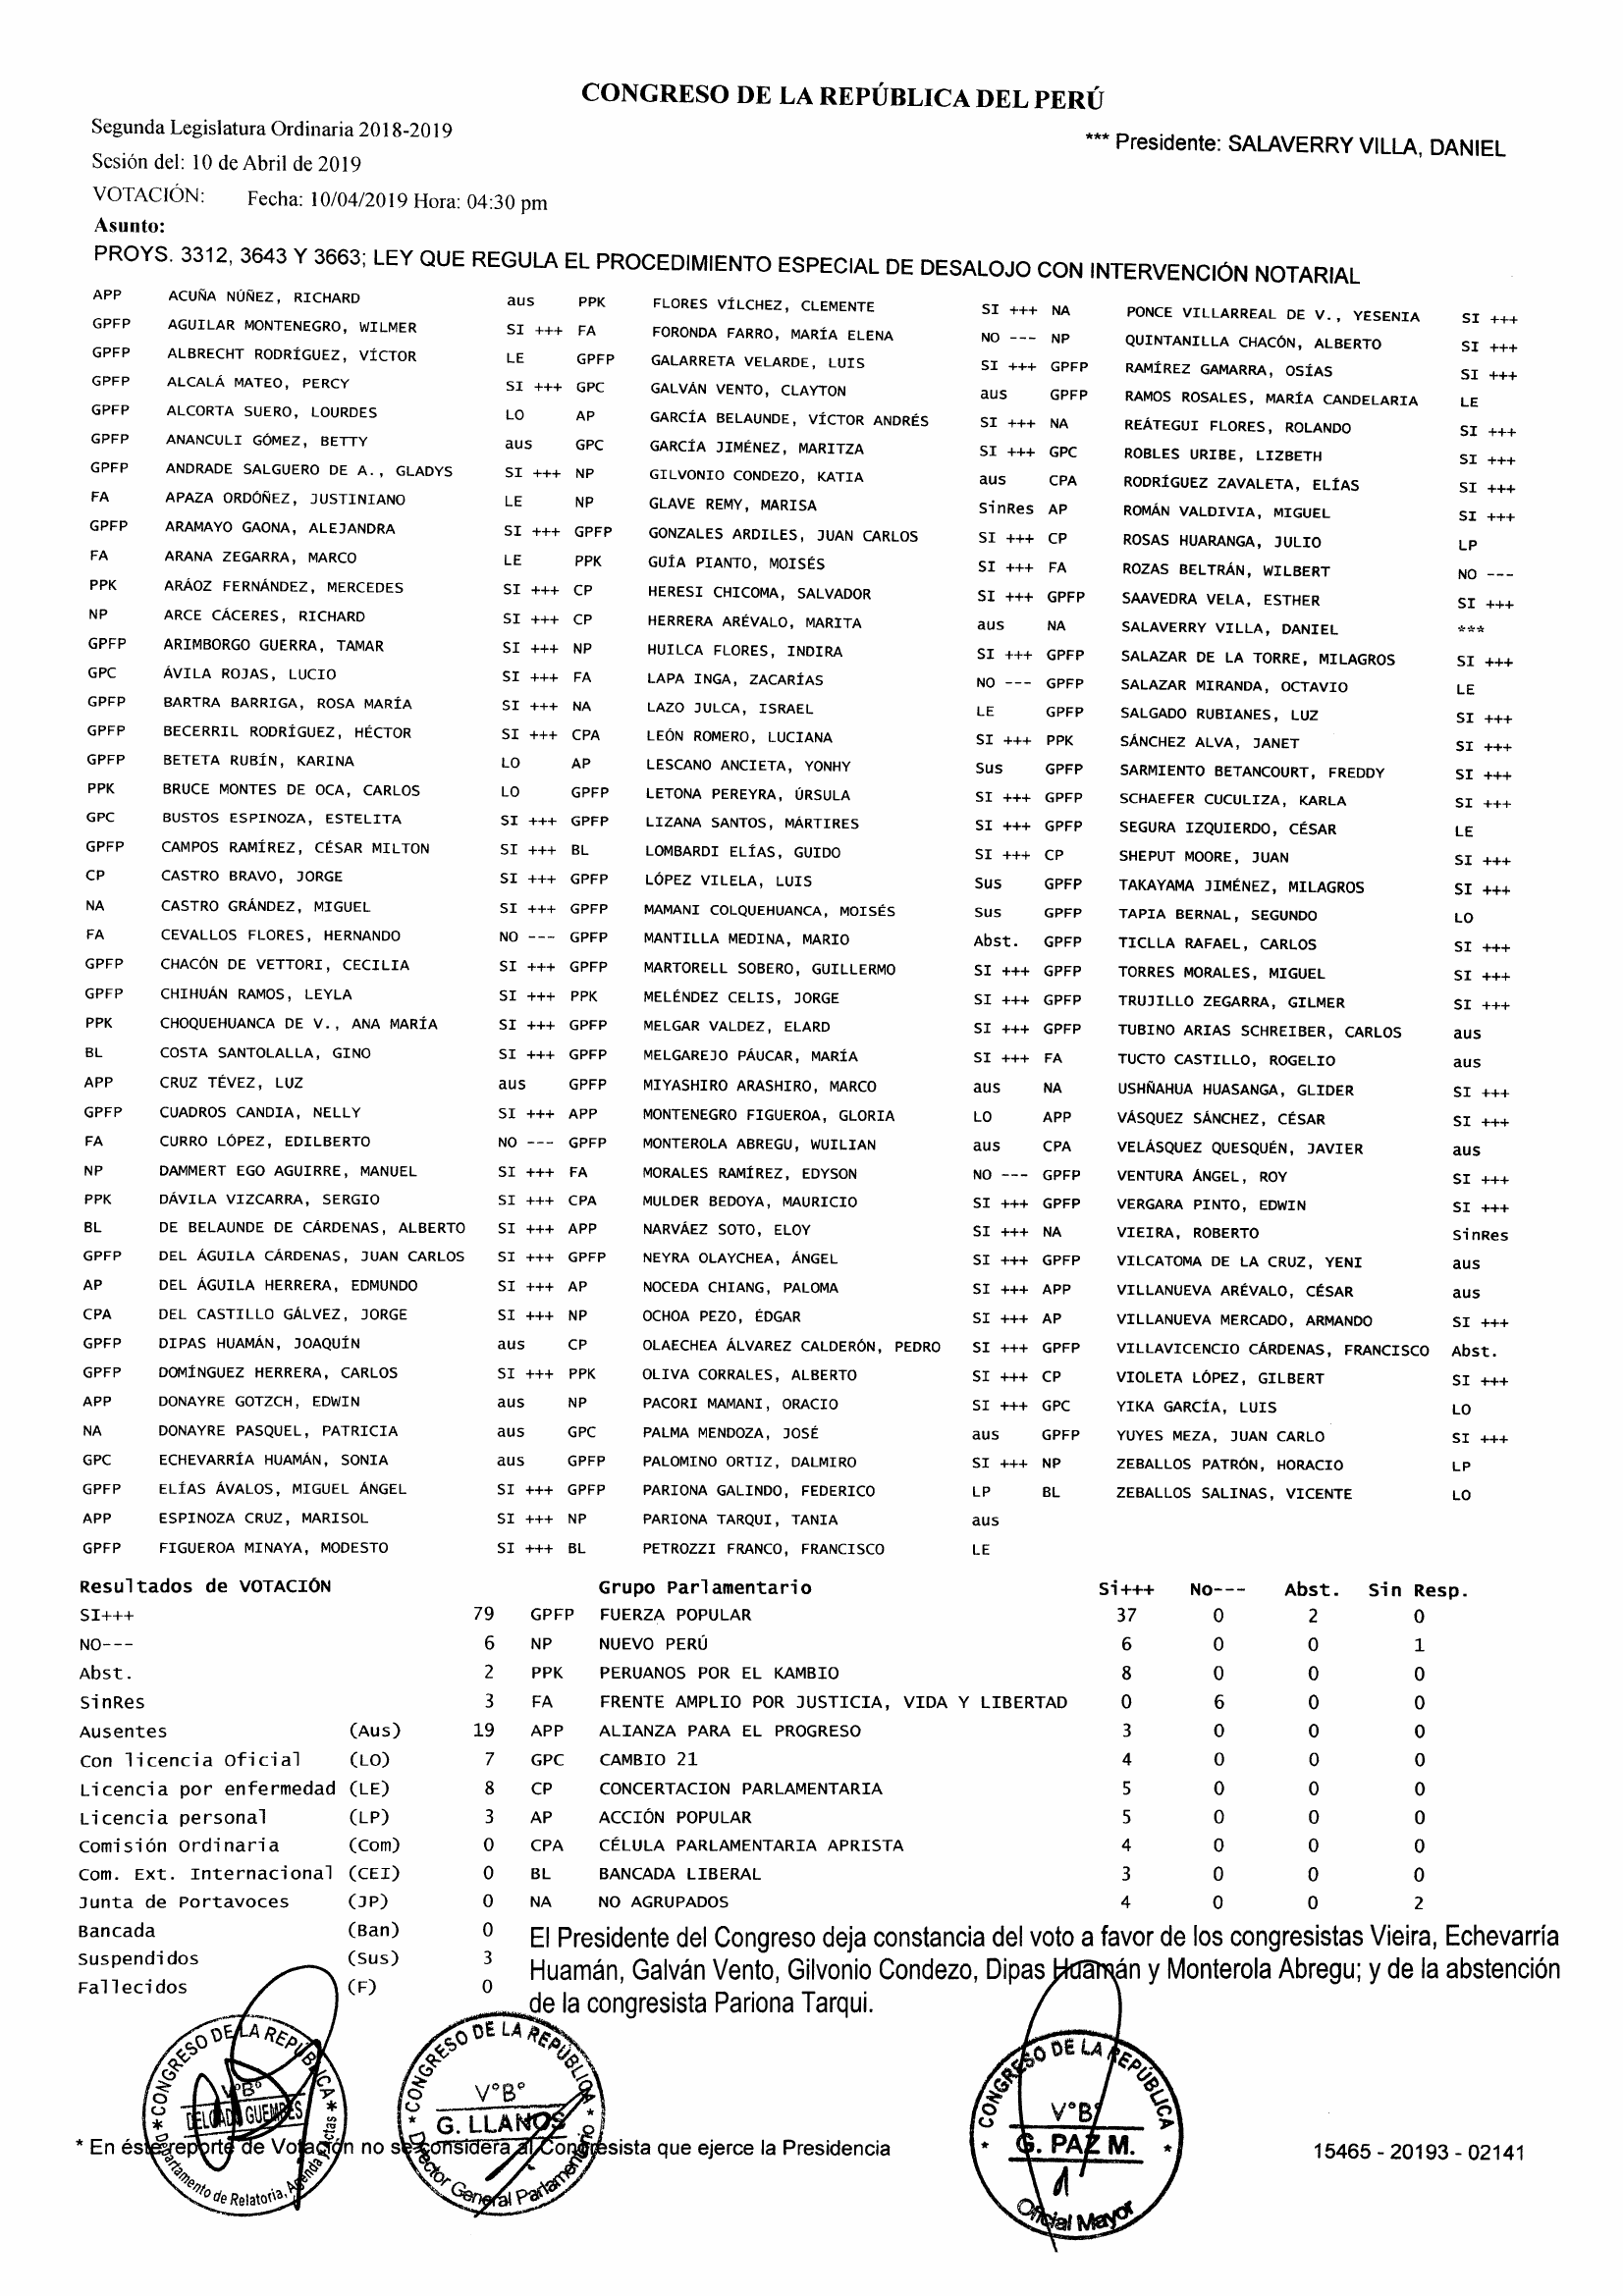 CONGRESO DE LA REPÚBLICA DEL PERÚ
Segunda Legislatura Ordinaria 2018-2019
*** Presidente: SALAVERRY VILLA, DANIEL
Sesión del: 10 de Abril de 2019
VOTACIÓN: Fecha: 10/04/2019 Hora: 04:30 pm
Asunto:
PROYS. 3312, 3643 Y 3663; LEY QUE REGULA EL PROCEDIMIENTO ESPECIAL DE DESALOJO CON INTERVENCIÓN NOTARIAL
APP ACUÑA NÚÑEZ, RICHARD aus PPK FLORES VÍLCHEZ, CLEMENTE SI +++ NA PONCE VILLARREAL DE V., YESENIA SI +++
GPFP AGUILAR MONTENEGRO, WILMER SI +++ FA FORONDA FARRO, MARÍA ELENA NO --- NP QUINTANILLA CHACÓN, ALBERTO SI +++
GPFP ALBRECHT RODRÍGUEZ, VÍCTOR LE GPFP GALARRETA VELARDE, LUIS SI +++ GPFP RAMÍREZ GAMARRA, OSÍAS SI +++
GPFP ALCALÁ MATEO, PERCY SI +++ GPC GALVÁN VENTO, CLAYTON aus GPFP RAMOS ROSALES, MARÍA CANDELARIA LE
GPFP ALCORTA SUERO, LOURDES LO AP GARCÍA BELAUNDE, VÍCTOR ANDRÉS SI +++ NA REÁTEGUI FLORES, ROLANDO SI +++
GPFP ANANCULI GÓMEZ, BETTY aus GPC GARCÍA JIMÉNEZ, MARITZA SI +++ GPC ROBLES URIBE, LIZBETH SI +++
GPFP ANDRADE SALGUERO DE A., GLADYS SI +++ NP GILVONIO CONDEZO, KATIA aus CPA RODRÍGUEZ ZAVALETA, ELÍAS SI +++
FA APAZA ORDÓÑEZ, JUSTINIANO LE NP GLAVE REMY, MARISA SinRes AP ROMÁN VALDIVIA, MIGUEL SI +++
GPFP ARAMAYO GAONA, ALEJANDRA SI +++ GPFP GONZALES ARDILES, JUAN CARLOS SI +++ CP ROSAS HUARANGA, JULIO LP
FA ARANA ZEGARRA, MARCO LE PPK GUÍA PIANTO, MOISÉS SI +++ FA ROZAS BELTRÁN, WILBERT NO ---
PPK ARÁOZ FERNÁNDEZ, MERCEDES SI +++ CP HERESI CHICOMA, SALVADOR SI +++ GPFP SAAVEDRA VELA, ESTHER SI +++
NP ARCE CÁCERES, RICHARD SI +++ CP HERRERA ARÉVALO, MARITA aus NA SALAVERRY VILLA, DANIEL ***
GPFP ARIMBORGO GUERRA, TAMAR SI +++ NP HUILCA FLORES, INDIRA SI +++ GPFP SALAZAR DE LA TORRE, MILAGROS SI +++
GPC ÁVILA ROJAS, LUCIO SI +++ FA LAPA INGA, ZACARÍAS NO --- GPFP SALAZAR MIRANDA, OCTAVIO LE
GPFP BARTRA BARRIGA, ROSA MARÍA SI +++ NA LAZO JULCA, ISRAEL LE GPFP SALGADO RUBIANES, LUZ SI +++
GPFP BECERRIL RODRÍGUEZ, HÉCTOR SI +++ CPA LEÓN ROMERO, LUCIANA SI +++ PPK SÁNCHEZ ALVA, JANET SI +++
GPFP BETETA RUBÍN, KARINA LO AP LESCANO ANCIETA, YONHY Sus GPFP SARMIENTO BETANCOURT, FREDDY SI +++
PPK BRUCE MONTES DE OCA, CARLOS LO GPFP LETONA PEREYRA, ÚRSULA SI +++ GPFP SCHAEFER CUCULIZA, KARLA SI +++
GPC BUSTOS ESPINOZA, ESTELITA SI +++ GPFP LIZANA SANTOS, MÁRTIRES SI +++ GPFP SEGURA IZQUIERDO, CÉSAR LE
GPFP CAMPOS RAMÍREZ, CÉSAR MILTON SI +++ BL LOMBARDI ELÍAS, GUIDO SI +++ CP SHEPUT MOORE, JUAN SI +++
CP CASTRO BRAVO, JORGE SI +++ GPFP LÓPEZ VILELA, LUIS Sus GPFP TAKAYAMA JIMÉNEZ, MILAGROS SI +++
NA CASTRO GRÁNDEZ, MIGUEL SI +++ GPFP MAMANI COLQUEHUANCA, MOISÉS Sus GPFP TAPIA BERNAL, SEGUNDO LO
FA CEVALLOS FLORES, HERNANDO NO --- GPFP MANTILLA MEDINA, MARIO Abst. GPFP TICLLA RAFAEL, CARLOS SI +++
GPFP CHACÓN DE VETTORI, CECILIA SI +++ GPFP MARTORELL SOBERO, GUILLERMO SI +++ GPFP TORRES MORALES, MIGUEL SI +++
GPFP CHIHUÁN RAMOS, LEYLA SI +++ PPK MELÉNDEZ CELIS, JORGE SI +++ GPFP TRUJILLO ZEGARRA, GILMER SI +++
PPK CHOQUEHUANCA DE V., ANA MARÍA SI +++ GPFP MELGAR VALDEZ, ELARD SI +++ GPFP TUBINO ARIAS SCHREIBER, CARLOS aus
BL COSTA SANTOLALLA, GINO SI +++ GPFP MELGAREJO PÁUCAR, MARÍA SI +++ FA TUCTO CASTILLO, ROGELIO aus
APP CRUZ TÉVEZ, LUZ aus GPFP MIYASHIRO ARASHIRO, MARCO aus NA USHÑAHUA HUASANGA, GLIDER SI +++
GPFP CUADROS CANDIA, NELLY SI +++ APP MONTENEGRO FIGUEROA, GLORIA LO APP VÁSQUEZ SÁNCHEZ, CÉSAR SI +++
FA CURRO LÓPEZ, EDILBERTO NO --- GPFP MONTEROLA ABREGU, WUILIAN aus CPA VELÁSQUEZ QUESQUÉN, JAVIER aus
NP DAMMERT EGO AGUIRRE, MANUEL SI +++ FA MORALES RAMÍREZ, EDYSON NO --- GPFP VENTURA ÁNGEL, ROY SI +++
PPK DÁVILA VIZCARRA, SERGIO SI +++ CPA MULDER BEDOYA, MAURICIO SI +++ GPFP VERGARA PINTO, EDWIN SI +++
BL DE BELAUNDE DE CÁRDENAS, ALBERTO SI +++ APP NARVÁEZ SOTO, ELOY SI +++ NA VIEIRA, ROBERTO SinRes
GPFP DEL ÁGUILA CÁRDENAS, JUAN CARLOS SI +++ GPFP NEYRA OLAYCHEA, ÁNGEL SI +++ GPFP VILCATOMA DE LA CRUZ, YENI aus
AP DEL ÁGUILA HERRERA, EDMUNDO SI +++ AP NOCEDA CHIANG, PALOMA SI +++ APP VILLANUEVA ARÉVALO, CÉSAR aus
CPA DEL CASTILLO GÁLVEZ, JORGE SI +++ NP OCHOA PEZO, ÉDGAR SI +++ AP VILLANUEVA MERCADO, ARMANDO SI +++
GPFP DIPAS HUAMÁN, JOAQUÍN aus CP OLAECHEA ÁLVAREZ CALDERÓN, PEDRO SI +++ GPFP VILLAVICENCIO CÁRDENAS, FRANCISCO Abst.
GPFP DOMÍNGUEZ HERRERA, CARLOS SI +++ PPK OLIVA CORRALES, ALBERTO SI +++ CP VIOLETA LÓPEZ, GILBERT SI +++
APP DONAYRE GOTZCH, EDWIN aus NP PACORI MAMANI, ORACIO SI +++ GPC YIKA GARCÍA, LUIS LO
NA DONAYRE PASQUEL, PATRICIA aus GPC PALMA MENDOZA, JOSÉ aus GPFP YUYES MEZA, JUAN CARLO SI +++
GPC ECHEVARRÍA HUAMÁN, SONIA aus GPFP PALOMINO ORTIZ, DALMIRO SI +++ NP ZEBALLOS PATRÓN, HORACIO LP
GPFP ELÍAS ÁVALOS, MIGUEL ÁNGEL SI +++ GPFP PARIONA GALINDO, FEDERICO LP BL ZEBALLOS SALINAS, VICENTE LO
APP ESPINOZA CRUZ, MARISOL SI +++ NP PARIONA TARQUI, TANIA aus
GPFP FIGUEROA MINAYA, MODESTO SI +++ BL PETROZZI FRANCO, FRANCISCO LE
Resultados de VOTACIÓN Grupo Parlamentario Si+++ No--- Abst. Sin Resp.
SI+++ 79 GPFP FUERZA POPULAR 37 0 2 0
NO--- 6 NP NUEVO PERÚ 6 0 0 1
Abst. 2 PPK PERUANOS POR EL KAMBIO 8 0 0 0
SinRes 3 FA FRENTE AMPLIO POR JUSTICIA, VIDA Y LIBERTAD 0 6 0 0
Ausentes (Aus) 19 APP ALIANZA PARA EL PROGRESO 3 0 0 0
Con licencia Oficial (LO) 7 GPC CAMBIO 21 4 0 0 0
Licencia por enfermedad (LE) 8 CP CONCERTACION PARLAMENTARIA 5 0 0 0
Licencia personal (LP) 3 AP ACCIÓN POPULAR 5 0 0 0
Comisión Ordinaria (Com) 0 CPA CÉLULA PARLAMENTARIA APRISTA 4 0 0 0
Com. Ext. Internacional (CEI) 0 BL BANCADA LIBERAL 3 0 0 0
Junta de Portavoces (JP) 0 NA NO AGRUPADOS 4 0 0 2
Bancada (Ban) 0
Suspendidos (Sus) 3
Fallecidos (F) 0
El Presidente del Congreso deja constancia del voto a favor de los congresistas Vieira, Echevarría
Huamán, Galván Vento, Gilvonio Condezo, Dipas Huamán y Monterola Abregu; y de la abstención
de la congresista Pariona Tarqui.
* CONGRESO DE LA REPÚBLICA *
V°B°
DELGADO GUEMBES
Departamento de Relatoria, Agenda y Actas
* CONGRESO DE LA REPÚBLICA *
V°B°
G. LLANOS
Director General Parlamentario
* CONGRESO DE LA REPÚBLICA *
V°B°
G. PAZ M.
Oficial Mayor
* En éste reporte de Votación no se considera al Congresista que ejerce la Presidencia
15465 - 20193 - 02141